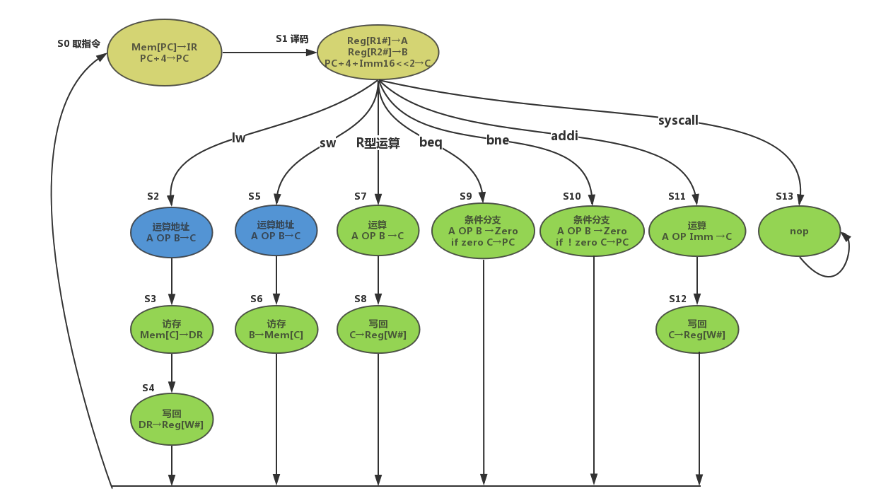 S0 取指令
Mem[PC]→IR
PC+4→PC
S1 译码
Reg[R1#]→A
Reg[R2#]→B
PC+4+Imm16<<2→C
lw
sw
R型运算
beq
bne
addi
syscall
S2
运算地址
A OP B→C
S5
运算地址
A OP B→C
S7
运算
A OP B →C
S9
条件分支
A OP B →Zero
if zero C→PC
S10
条件分支
A OP B →Zero
if ！zero C→PC
S11
运算
A OP Imm →C
S13
nop
S3
访存
Mem[C]→DR
S6
访存
B→Mem[C]
S8
写回
C→Reg[W#]
S12
写回
C→Reg[W#]
S4
写回
DR→Reg[W#]